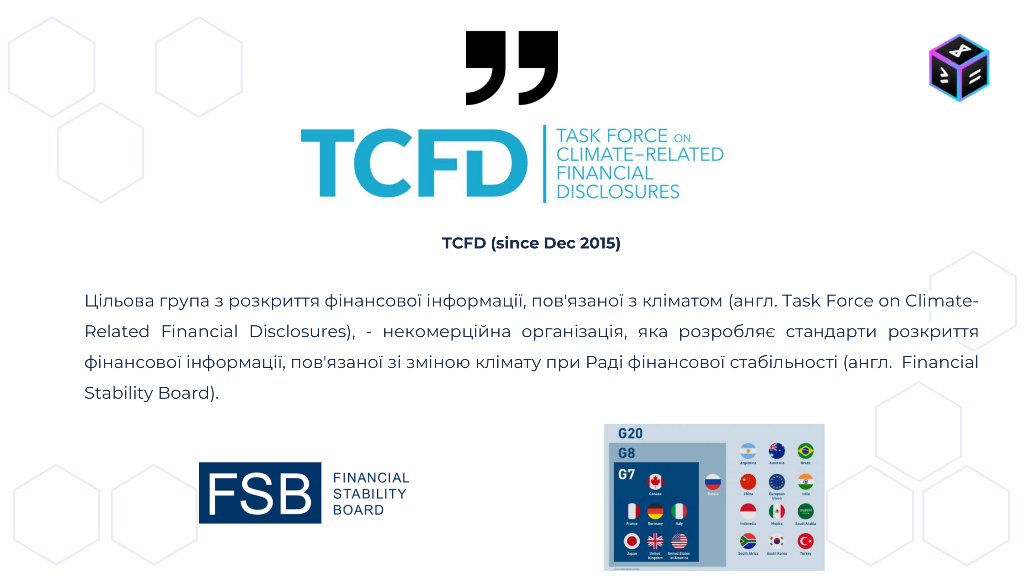 TCFD
TASK FORCE ON
CLIMATE-RELATED
FINANCIAL
DISCLOSURES
TCFD (since Dec 2015)
Цільова група з розкриття фінансової інформації, пов'язаної з кліматом (англ. Task Force on Climate-
Related Financial Disclosures), - некомерційна організація, яка розробляє стандарти розкриття
фінансової інформації, пов'язаної зі зміною клімату при Раді фінансової стабільності (англ. Financial
Stability Board).
FSB
FINANCIAL
STABILITY
BOARD
G20
G8
G7
Argentina Australia Brazil
Canada Russia China European Union India
France Germany Italy Indonesia Mexico Saudi Arabia
Japan United Kingdom United States of America South Africa South Korea Turkey